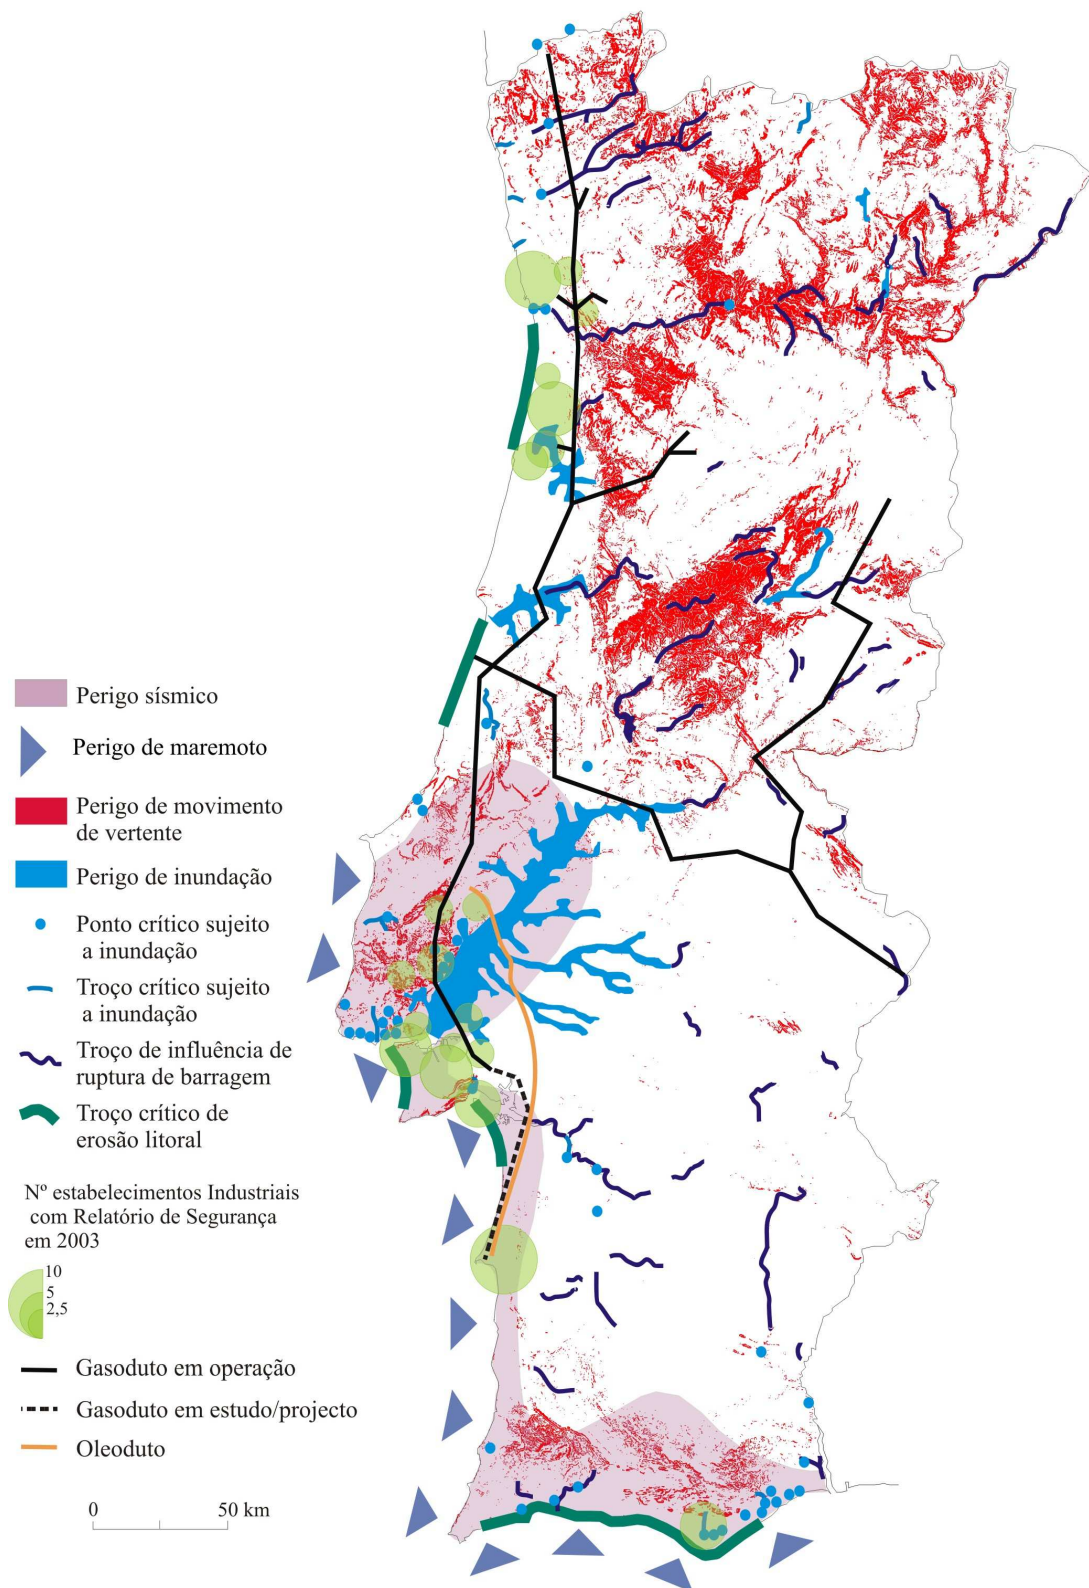 Perigo sísmico
Perigo de maremoto
Perigo de movimento
de vertente
Perigo de inundação
Ponto crítico sujeito
a inundação
Troço crítico sujeito
a inundação
Troço de influência de
ruptura de barragem
Troço crítico de
erosão litoral
Nº estabelecimentos Industriais
com Relatório de Segurança
em 2003
10
5
2,5
Gasoduto em operação
Gasoduto em estudo/projecto
Oleoduto
0 50 km